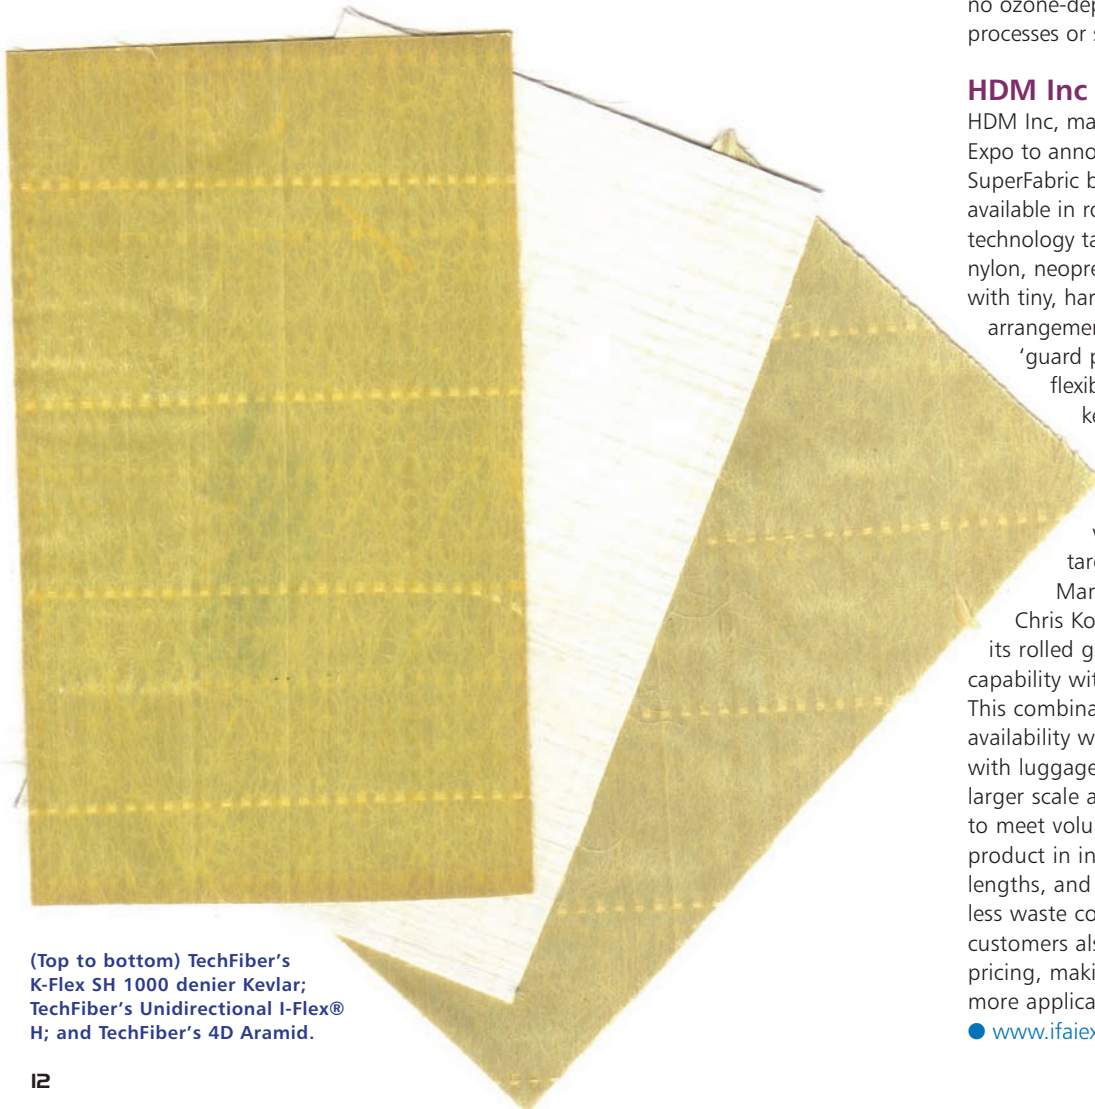 no ozone-dep
processes or s
HDM Inc
HDM Inc, ma
Expo to anno
SuperFabric b
available in ro
technology ta
nylon, neopre
with tiny, har
arrangemen
‘guard p
flexib
ke
tar
Mar
Chris Ko
its rolled g
capability wit
This combina
availability w
with luggage
larger scale a
to meet volu
product in in
lengths, and
less waste co
customers als
pricing, maki
more applica
● www.ifaiex
(Top to bottom) TechFiber’s
K-Flex SH 1000 denier Kevlar;
TechFiber’s Unidirectional I-Flex®
H; and TechFiber’s 4D Aramid.
12